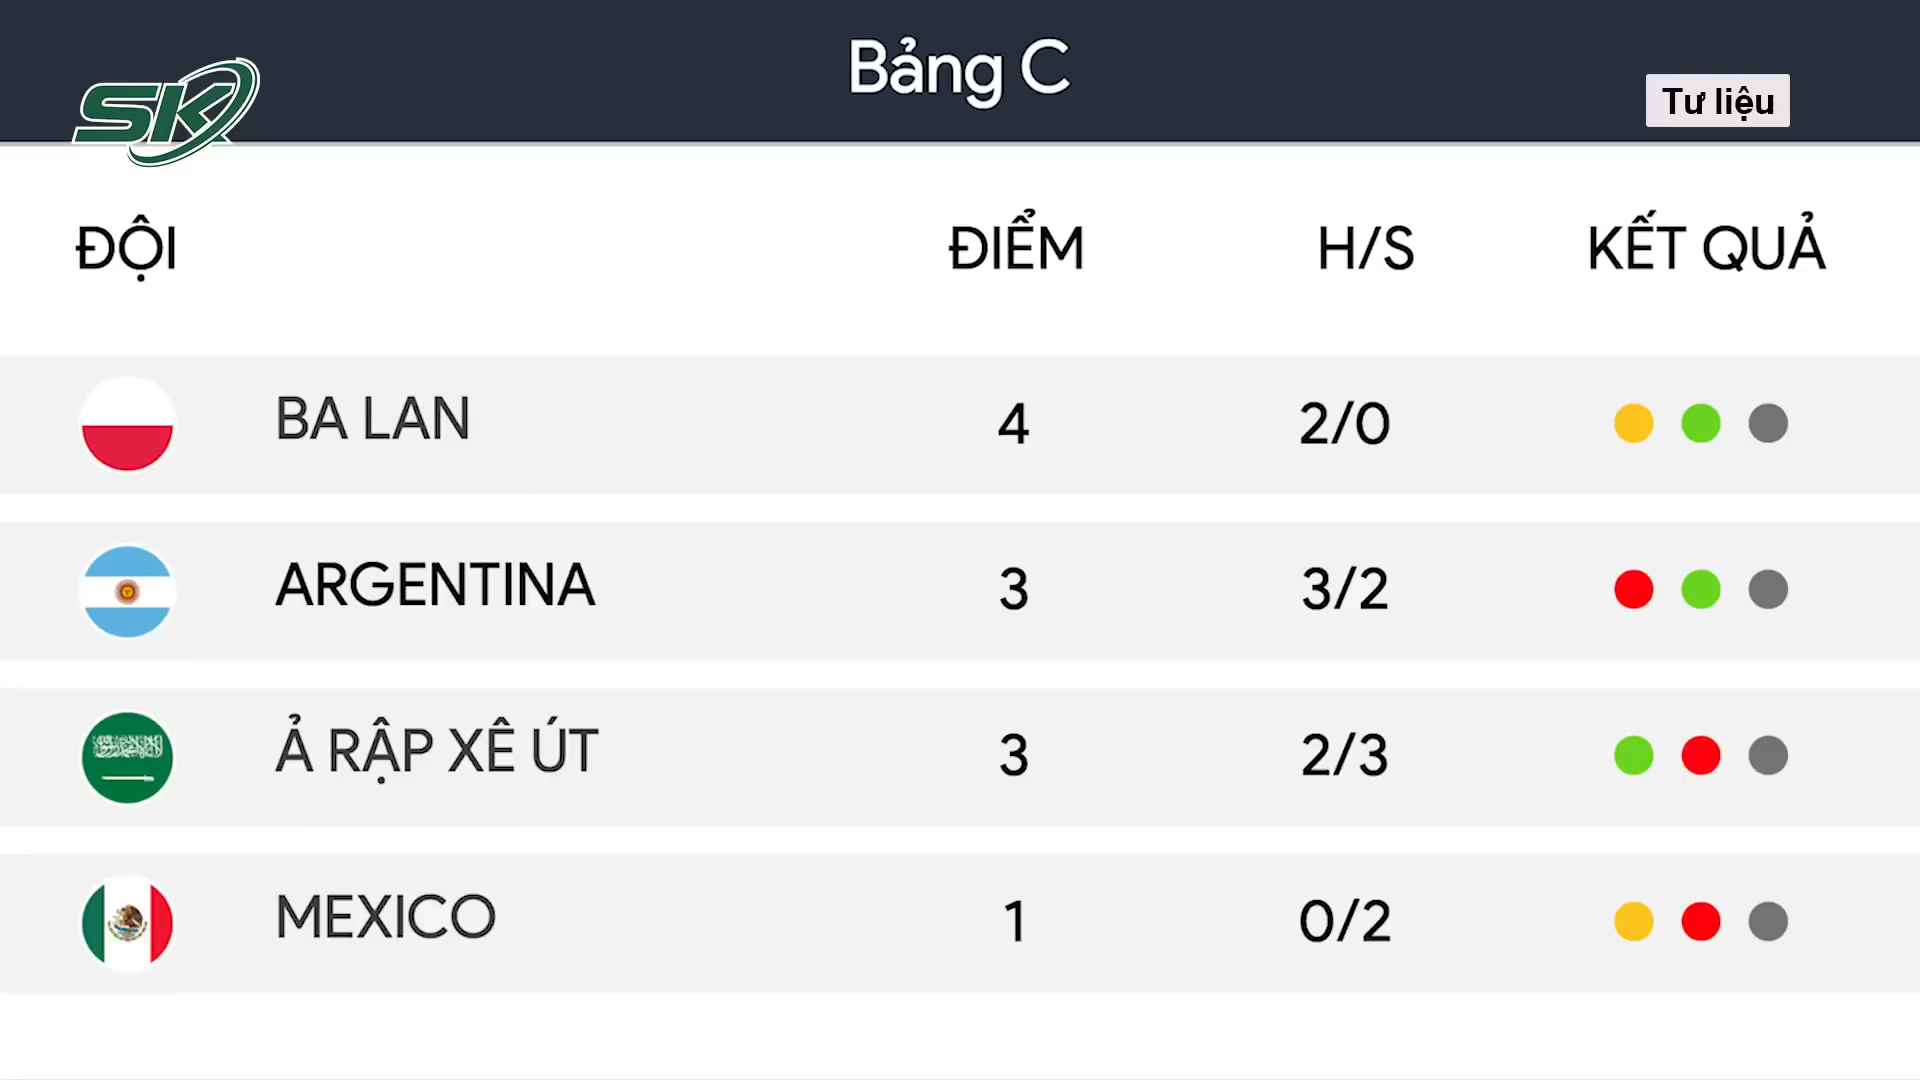 Bảng C
SK
Tư liệu
ĐỘI ĐIỂM H/S KẾT QUẢ
BA LAN 4 2/0
ARGENTINA 3 3/2
Ả RẬP XÊ ÚT 3 2/3
MEXICO 1 0/2